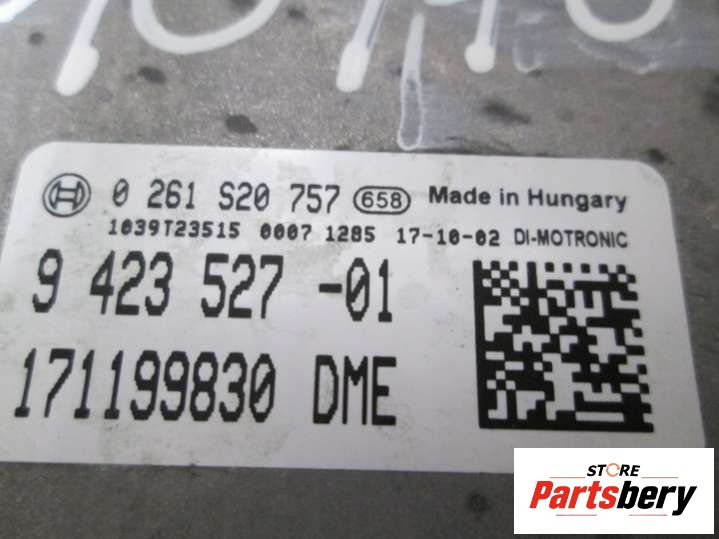 0 261 S20 757 658 Made in Hungary
1039T23515 0007 1285 17-10-02 DI-MOTRONIC
9 423 527 -01
171199830 DME
STORE
Partsbery